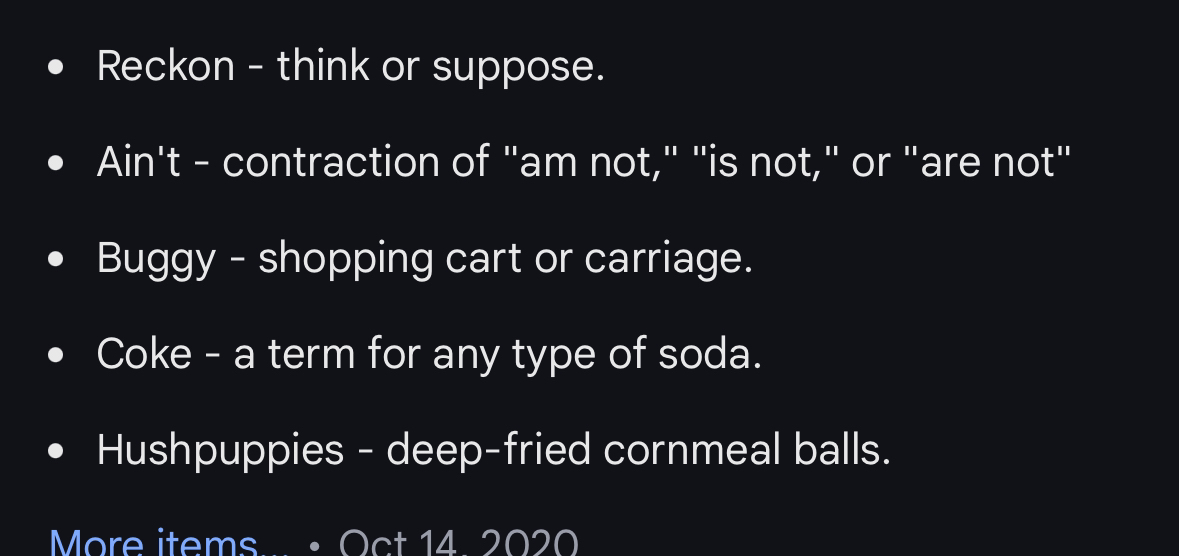 • Reckon - think or suppose.
• Ain't - contraction of "am not," "is not," or "are not"
• Buggy - shopping cart or carriage.
• Coke - a term for any type of soda.
• Hushpuppies - deep-fried cornmeal balls.
More items... • Oct 14, 2020